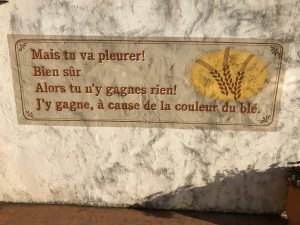 Mais tu va pleurer!
Bien sûr
Alors tu n'y gagnes rien!
J'y gagne, à cause de la couleur du blé.